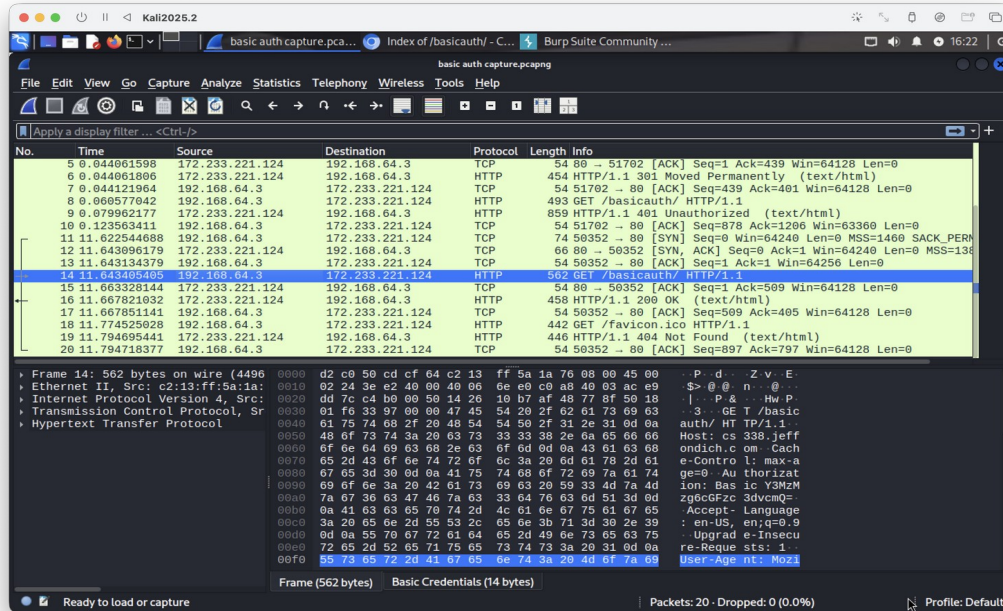 Kali2025.2
basic auth capture.pca... Index of /basicauth/ - C... Burp Suite Community ... 16:22
basic auth capture.pcapng
File Edit View Go Capture Analyze Statistics Telephony Wireless Tools Help
Apply a display filter ... <Ctrl-/>
No. Time Source Destination Protocol Length Info
5 0.044061598 172.233.221.124 192.168.64.3 TCP 54 80 → 51702 [ACK] Seq=1 Ack=439 Win=64128 Len=0
6 0.044061806 172.233.221.124 192.168.64.3 HTTP 454 HTTP/1.1 301 Moved Permanently (text/html)
7 0.044121964 192.168.64.3 172.233.221.124 TCP 54 51702 → 80 [ACK] Seq=439 Ack=401 Win=64128 Len=0
8 0.060577042 192.168.64.3 172.233.221.124 HTTP 493 GET /basicauth/ HTTP/1.1
9 0.079962177 172.233.221.124 192.168.64.3 HTTP 859 HTTP/1.1 401 Unauthorized (text/html)
10 0.123563411 192.168.64.3 172.233.221.124 TCP 54 51702 → 80 [ACK] Seq=878 Ack=1206 Win=63360 Len=0
11 11.622544688 192.168.64.3 172.233.221.124 TCP 74 50352 → 80 [SYN] Seq=0 Win=64240 Len=0 MSS=1460 SACK_PERM
12 11.643096179 172.233.221.124 192.168.64.3 TCP 66 80 → 50352 [SYN, ACK] Seq=0 Ack=1 Win=64240 Len=0 MSS=138
13 11.643134379 192.168.64.3 172.233.221.124 TCP 54 50352 → 80 [ACK] Seq=1 Ack=1 Win=64256 Len=0
14 11.643405405 192.168.64.3 172.233.221.124 HTTP 562 GET /basicauth/ HTTP/1.1
15 11.663328144 172.233.221.124 192.168.64.3 TCP 54 80 → 50352 [ACK] Seq=1 Ack=509 Win=64128 Len=0
16 11.667821032 172.233.221.124 192.168.64.3 HTTP 458 HTTP/1.1 200 OK (text/html)
17 11.667851141 192.168.64.3 172.233.221.124 TCP 54 50352 → 80 [ACK] Seq=509 Ack=405 Win=64128 Len=0
18 11.774525028 192.168.64.3 172.233.221.124 HTTP 442 GET /favicon.ico HTTP/1.1
19 11.794695441 172.233.221.124 192.168.64.3 HTTP 446 HTTP/1.1 404 Not Found (text/html)
20 11.794718377 192.168.64.3 172.233.221.124 TCP 54 50352 → 80 [ACK] Seq=897 Ack=797 Win=64128 Len=0
Frame 14: 562 bytes on wire (4496
Ethernet II, Src: c2:13:ff:5a:1a:
Internet Protocol Version 4, Src:
Transmission Control Protocol, Sr
Hypertext Transfer Protocol
0000 d2 c0 50 cd cf 64 c2 13 ff 5a 1a 76 08 00 45 00 ··P··d·· ·Z·v··E·
0010 02 24 3e e2 40 00 40 06 6e e0 c0 a8 40 03 ac e9 ·$>·@·@· n···@···
0020 dd 7c c4 b0 00 50 14 26 10 b7 af 48 77 8f 50 18 ·|···P·& ···Hw·P·
0030 01 f6 33 97 00 00 47 45 54 20 2f 62 61 73 69 63 ··3···GE T /basic
0040 61 75 74 68 2f 20 48 54 54 50 2f 31 2e 31 0d 0a auth/ HT TP/1.1··
0050 48 6f 73 74 3a 20 63 73 33 33 38 2e 6a 65 66 66 Host: cs 338.jeff
0060 6f 6e 64 69 63 68 2e 63 6f 6d 0d 0a 43 61 63 68 ondich.c om··Cach
0070 65 2d 43 6f 6e 74 72 6f 6c 3a 20 6d 61 78 2d 61 e-Contro l: max-a
0080 67 65 3d 30 0d 0a 41 75 74 68 6f 72 69 7a 61 74 ge=0··Au thorizat
0090 69 6f 6e 3a 20 42 61 73 69 63 20 59 33 4d 7a 4d ion: Bas ic Y3MzM
00a0 7a 67 36 63 47 46 7a 63 33 64 76 63 6d 51 3d 0d zg6cGFzc 3dvcmQ=·
00b0 0a 41 63 63 65 70 74 2d 4c 61 6e 67 75 61 67 65 ·Accept- Language
00c0 3a 20 65 6e 2d 55 53 2c 65 6e 3b 71 3d 30 2e 39 : en-US, en;q=0.9
00d0 0d 0a 55 70 67 72 61 64 65 2d 49 6e 73 65 63 75 ··Upgrad e-Insecu
00e0 72 65 2d 52 65 71 75 65 73 74 73 3a 20 31 0d 0a re-Reque sts: 1··
00f0 55 73 65 72 2d 41 67 65 6e 74 3a 20 4d 6f 7a 69 User-Age nt: Mozi
Frame (562 bytes) Basic Credentials (14 bytes)
Ready to load or capture Packets: 20 · Dropped: 0 (0.0%) Profile: Default